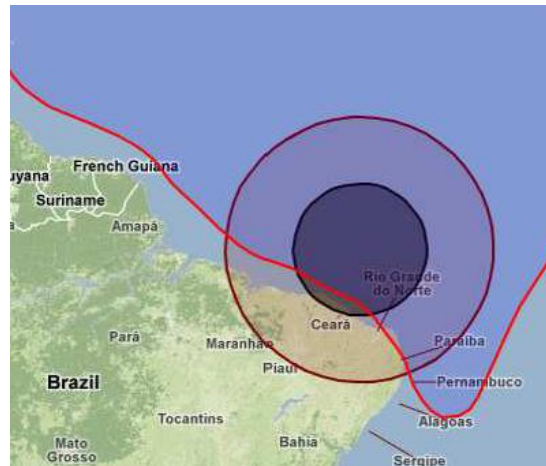 French Guiana
uyana
Suriname
Amapá
Rio Grande
do Norte
Ceará
Pará
Maranhão
Paraíba
Piauí
Brazil
Pernambuco
Tocantins
Alagoas
Bahia
Mato
Grosso
Sergipe